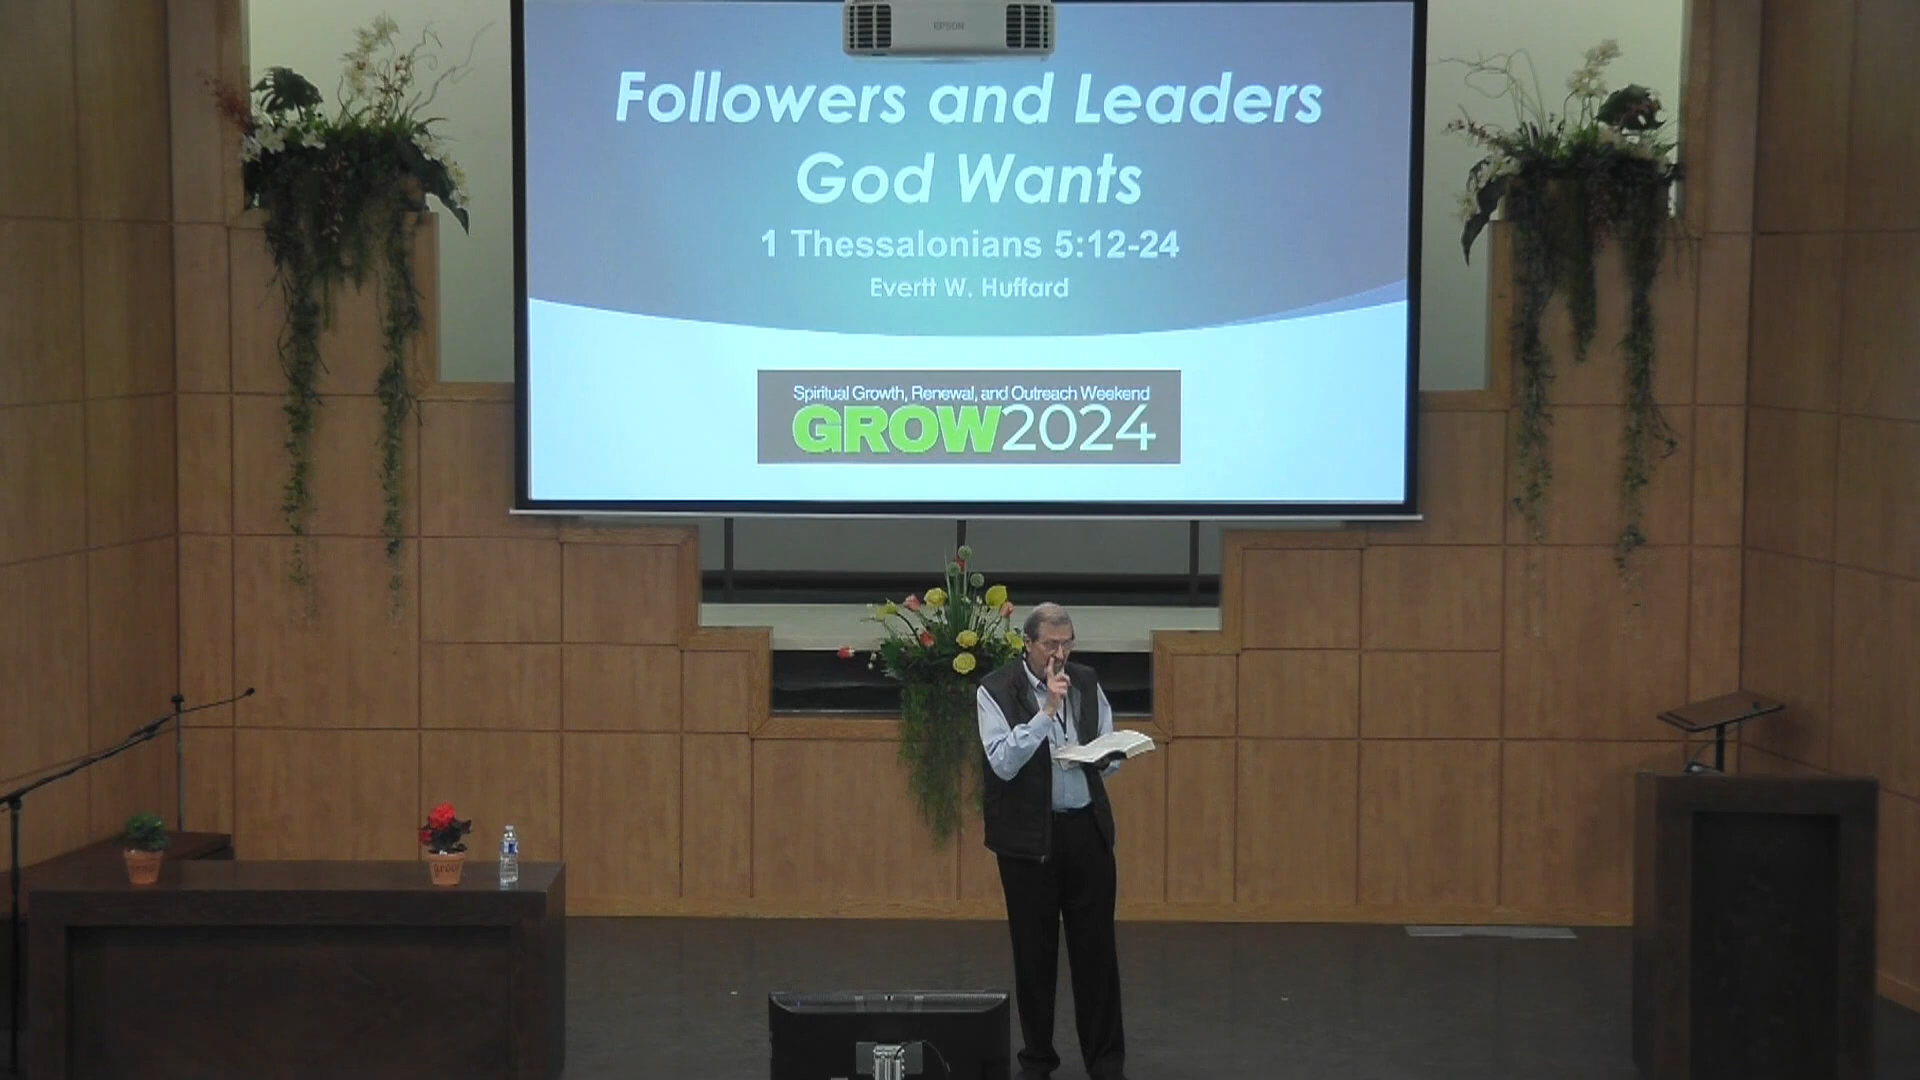 EPSON
Followers and Leaders
God Wants
1 Thessalonians 5:12-24
Evertt W. Huffard
Spiritual Growth, Renewal, and Outreach Weekend
GROW2024